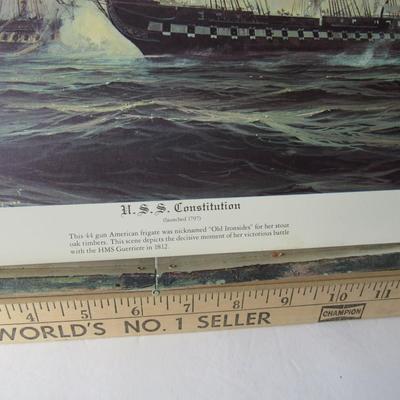 U. S. S. Constitution
(launched 1797)
This 44 gun American frigate was nicknamed "Old Ironsides" for her stout
oak timbers. This scene depicts the decisive moment of her victorious battle
with the HMS Guerriere in 1812.
4 5 6 7 8 9 10 11
WORLD'S NO. 1 SELLER CHAMPION